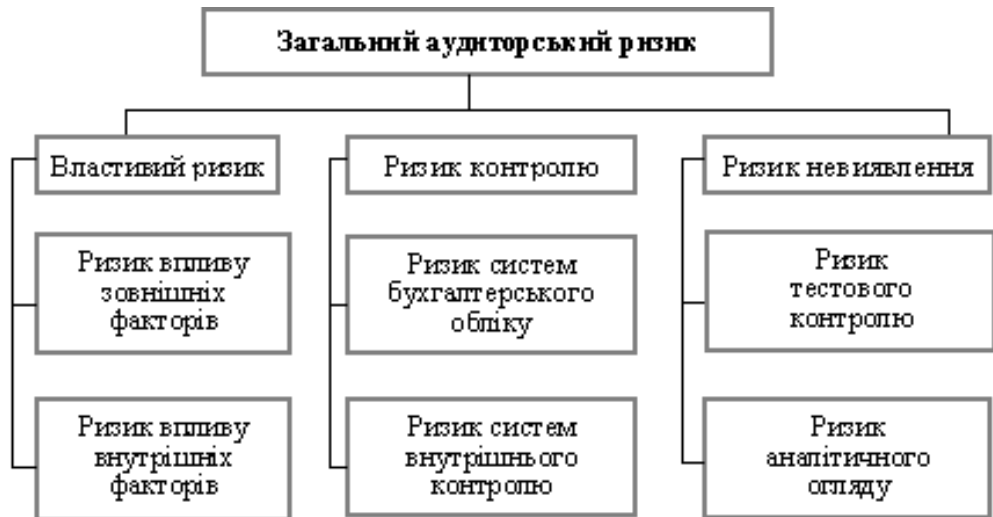 Загальний аудиторський ризик
Властивий ризик
Ризик контролю
Ризик невиявлення
Ризик впливу
зовнішніх
факторів
Ризик систем
бухгалтерського
обліку
Ризик
тестового
контролю
Ризик впливу
внутрішніх
факторів
Ризик систем
внутрішнього
контролю
Ризик
аналітичного
огляду